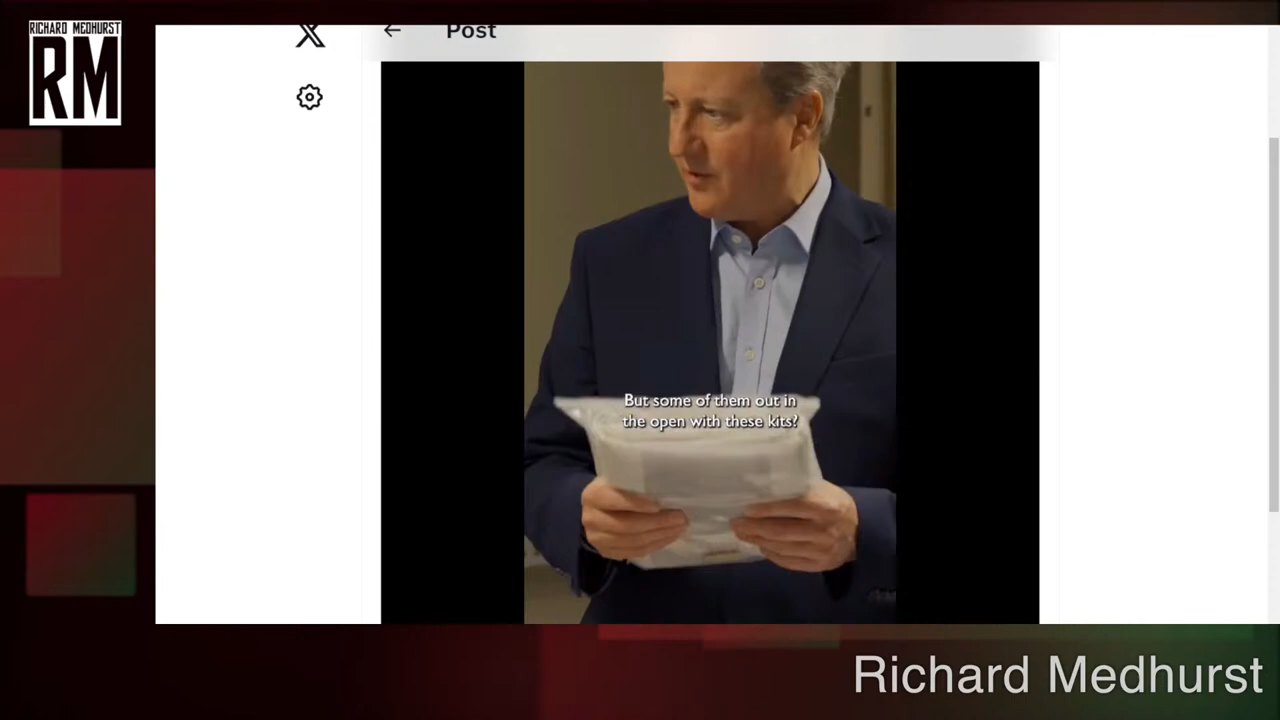 RICHARD MEDHURST
RM
X
Post
But some of them out in
the open with these kits?
Richard Medhurst